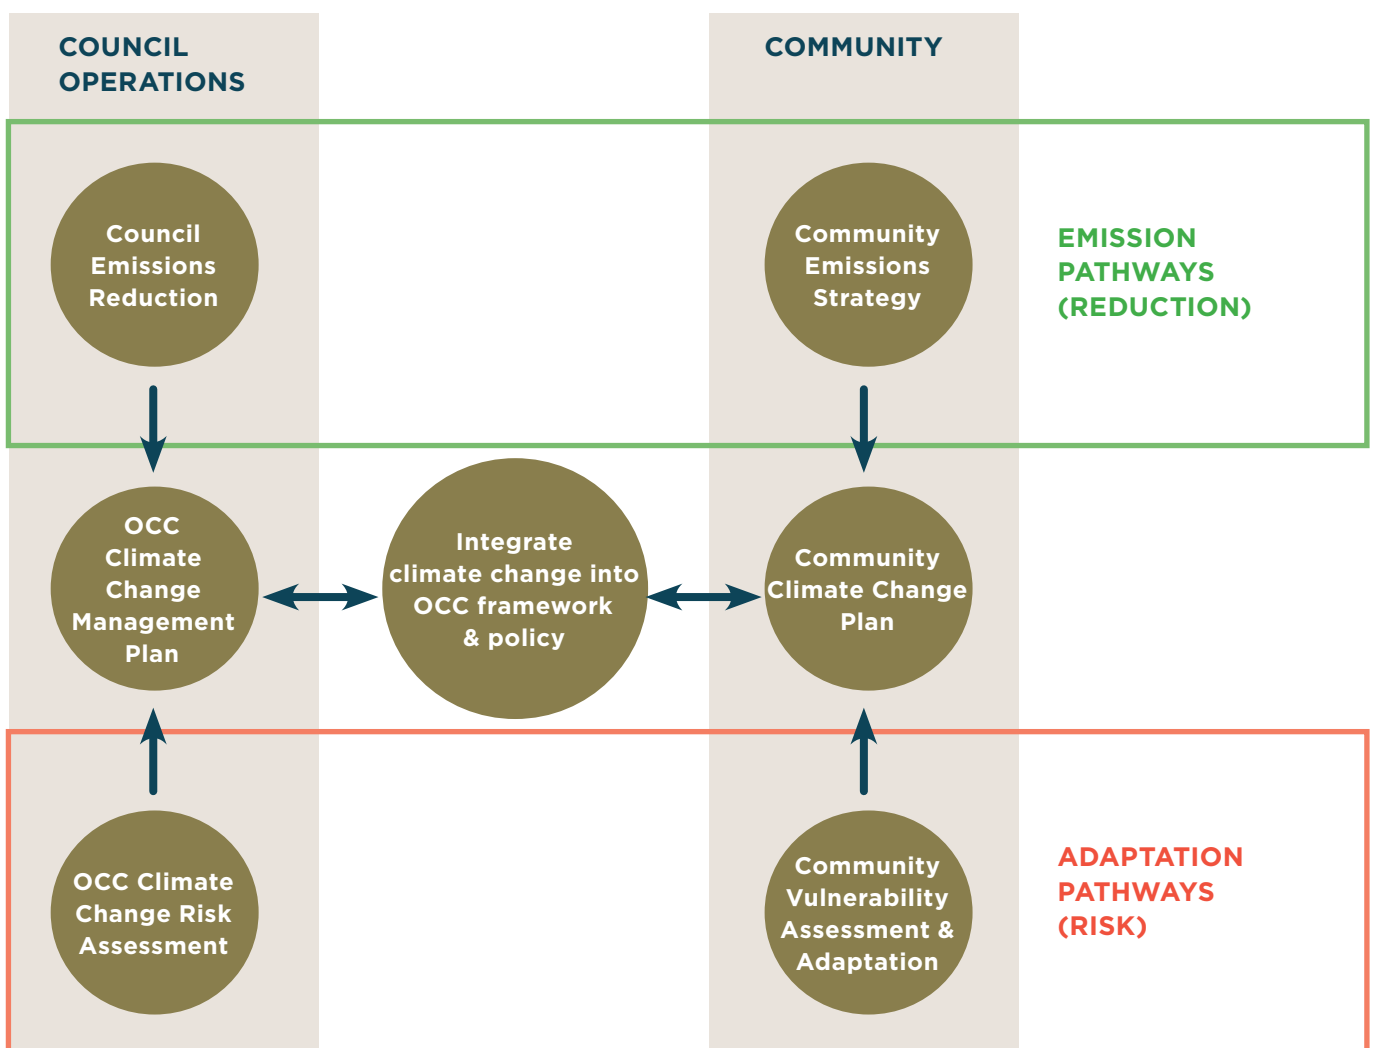 COUNCIL
OPERATIONS
COMMUNITY
Council
Emissions
Reduction
Community
Emissions
Strategy
EMISSION
PATHWAYS
(REDUCTION)
OCC
Climate
Change
Management
Plan
Integrate
climate change into
OCC framework
& policy
Community
Climate Change
Plan
OCC Climate
Change Risk
Assessment
Community
Vulnerability
Assessment &
Adaptation
ADAPTATION
PATHWAYS
(RISK)